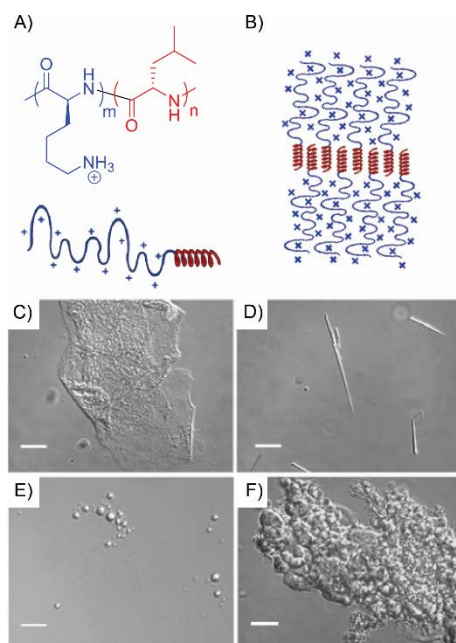 A)
B)
O
H
N
m
O
N
H
n
NH₃
⊕
+ + + + + + + + + +
C)
D)
E)
F)